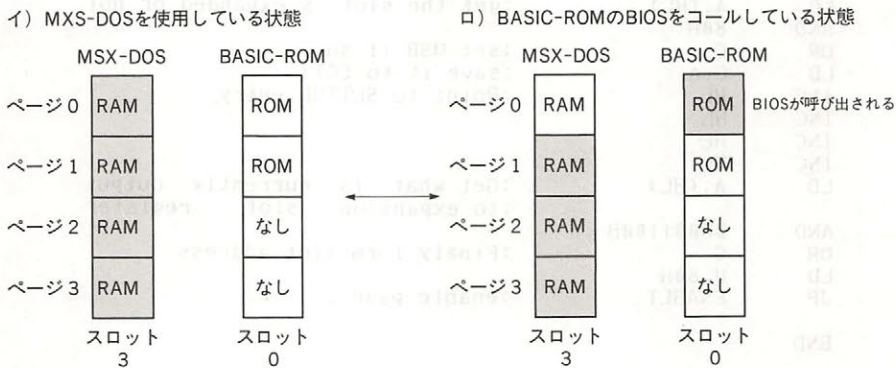 イ）MXS-DOSを使用している状態
MSX-DOS BASIC-ROM
ページ0 RAM ROM
ページ1 RAM ROM
ページ2 RAM なし
ページ3 RAM なし
スロット 3 スロット 0
ロ）BASIC-ROMのBIOSをコールしている状態
MSX-DOS BASIC-ROM
ページ0 RAM ROM BIOSが呼び出される
ページ1 RAM ROM
ページ2 RAM なし
ページ3 RAM なし
スロット 3 スロット 0